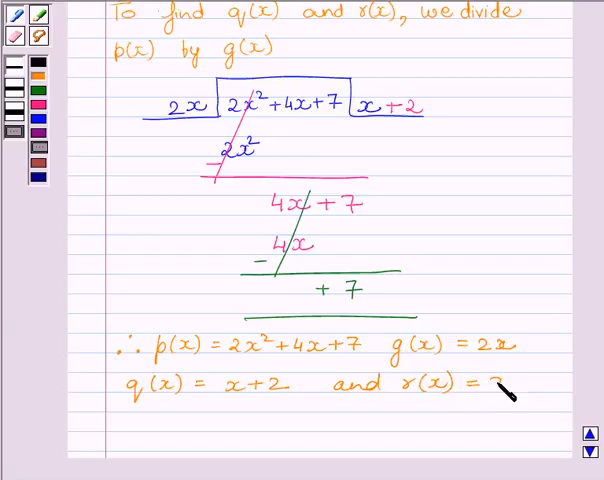 To find q(x) and r(x), we divide
p(x) by g(x)
2x 2x² + 4x + 7 x + 2
2x²
−
4x + 7
4x
−
+ 7
∴ p(x) = 2x² + 4x + 7 g(x) = 2x
q(x) = x + 2 and r(x) =